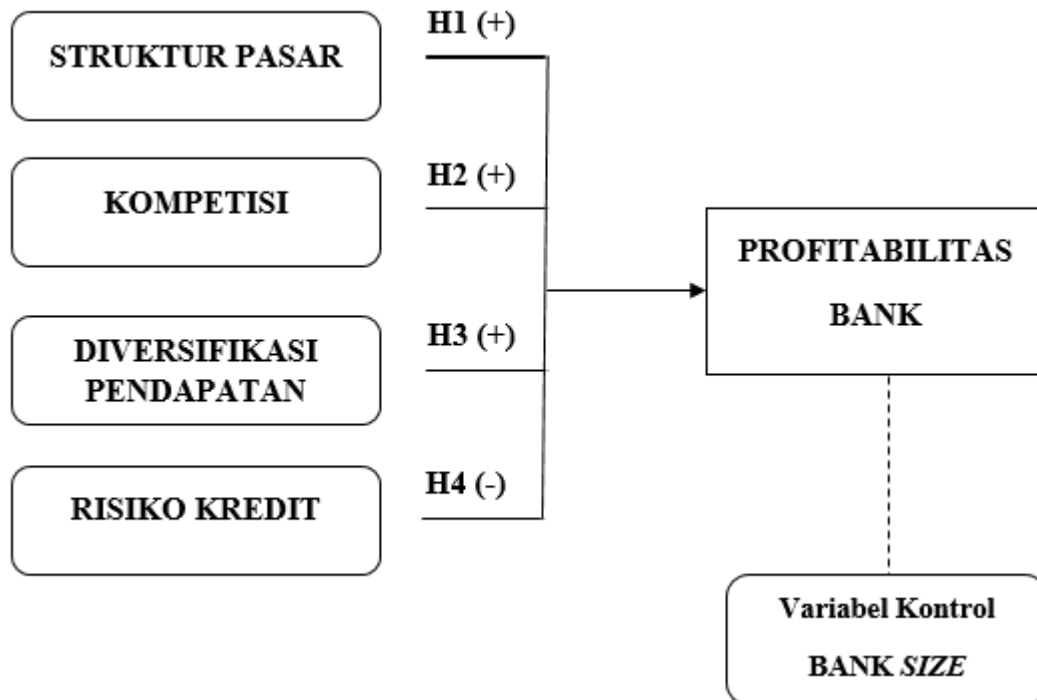 STRUKTUR PASAR
H1 (+)
KOMPETISI
H2 (+)
DIVERSIFIKASI
PENDAPATAN
H3 (+)
RISIKO KREDIT
H4 (-)
PROFITABILITAS
BANK
Variabel Kontrol
BANK SIZE